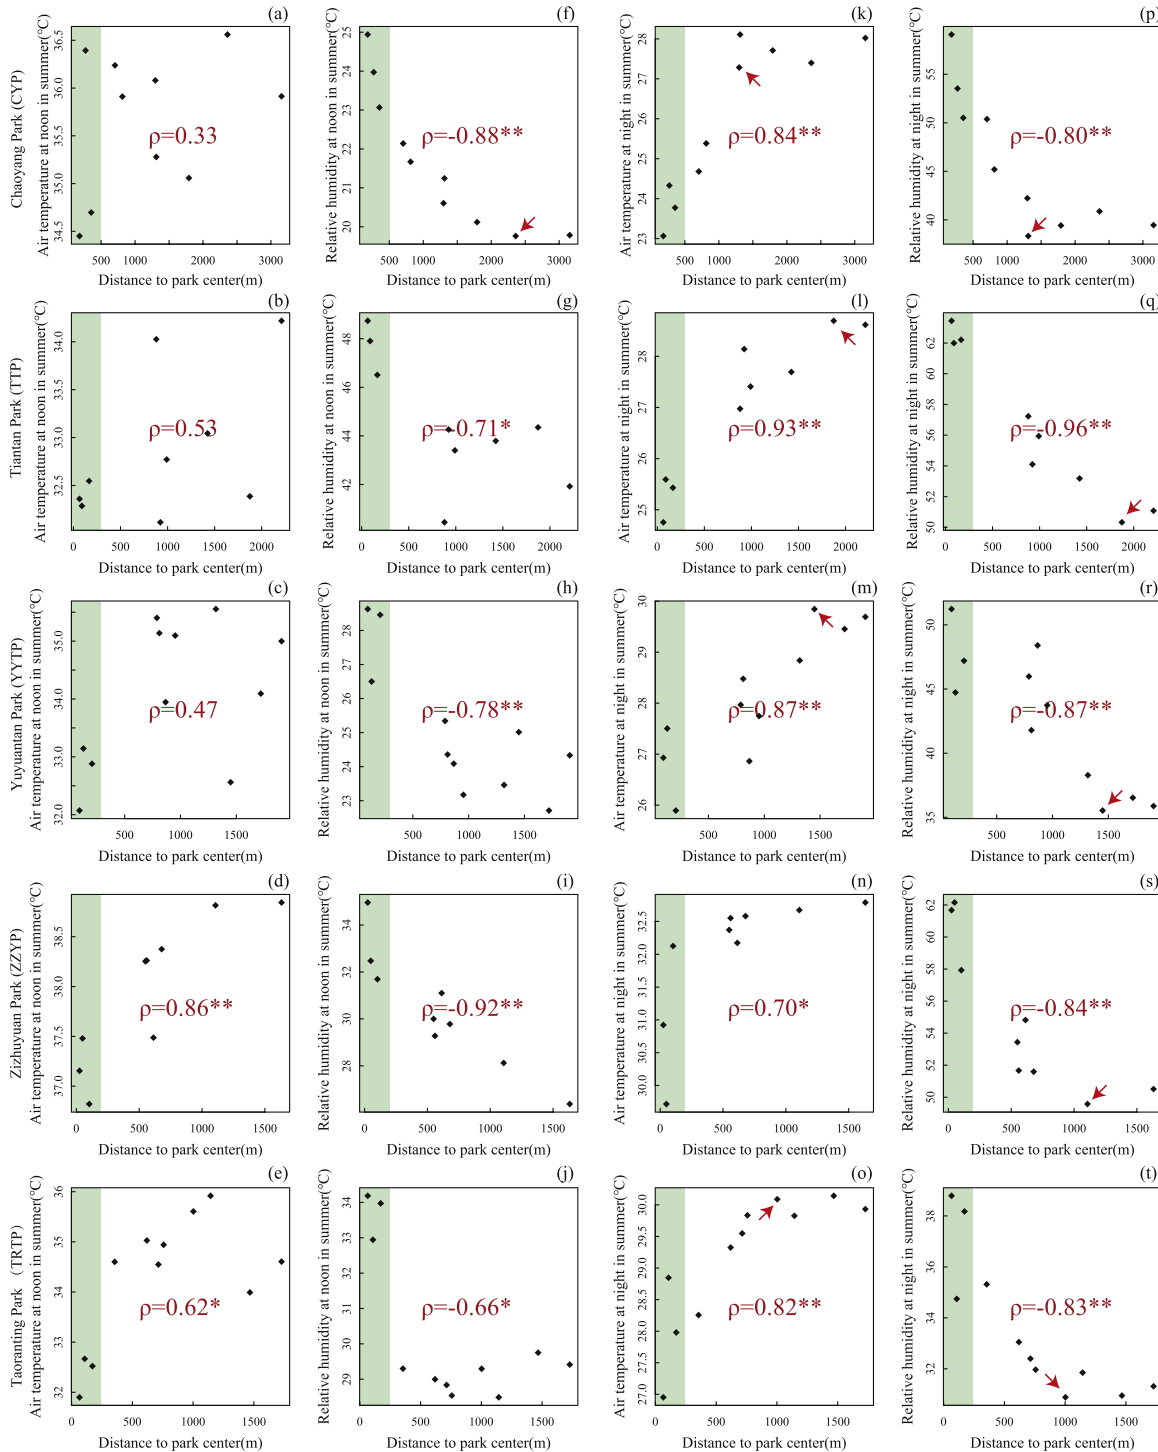 (a)
Chaoyang Park (CYP)
Air temperature at noon in summer(°C)
36.5
36.0
35.5
35.0
34.5
ρ=0.33
500 1000 1500 2000 2500 3000
Distance to park center(m)
(f)
Relative humidity at noon in summer(°C)
25
24
23
22
21
20
ρ=-0.88**
500 1000 1500 2000 2500 3000
Distance to park center(m)
(k)
Air temperature at night in summer(°C)
28
27
26
25
24
23
ρ=0.84**
500 1000 1500 2000 2500 3000
Distance to park center(m)
(p)
Relative humidity at night in summer(°C)
55
50
45
40
ρ=-0.80**
500 1000 1500 2000 2500 3000
Distance to park center(m)
(b)
Tiantan Park (TTP)
Air temperature at noon in summer(°C)
34.0
33.0
32.5
ρ=0.53
0 500 1000 1500 2000
Distance to park center(m)
(g)
Relative humidity at noon in summer(°C)
48
46
44
42
ρ=-0.71*
0 500 1000 1500 2000
Distance to park center(m)
(l)
Air temperature at night in summer(°C)
28
27
26
25
ρ=0.93**
0 500 1000 1500 2000
Distance to park center(m)
(q)
Relative humidity at night in summer(°C)
62
60
58
56
54
52
50
ρ=-0.96**
0 500 1000 1500 2000
Distance to park center(m)
(c)
Yuyuantan Park (YYTP)
Air temperature at noon in summer(°C)
35.0
34.0
33.0
32.0
ρ=0.47
500 1000 1500
Distance to park center(m)
(h)
Relative humidity at noon in summer(°C)
28
26
25
24
23
ρ=-0.78**
500 1000 1500
Distance to park center(m)
(m)
Air temperature at night in summer(°C)
30
29
28
27
26
ρ=0.87**
500 1000 1500
Distance to park center(m)
(r)
Relative humidity at night in summer(°C)
50
45
40
35
ρ=-0.87**
500 1000 1500
Distance to park center(m)
(d)
Zizhuyuan Park (ZZYP)
Air temperature at noon in summer(°C)
38.5
38.0
37.5
37.0
ρ=0.86**
0 500 1000 1500
Distance to park center(m)
(i)
Relative humidity at noon in summer(°C)
34
32
30
28
ρ=-0.92**
0 500 1000 1500
Distance to park center(m)
(n)
Air temperature at night in summer(°C)
32.5
32.0
31.0
30.5
30.0
ρ=0.70*
0 500 1000 1500
Distance to park center(m)
(s)
Relative humidity at night in summer(°C)
62
60
58
56
54
52
50
ρ=-0.84**
0 500 1000 1500
Distance to park center(m)
(e)
Taoranting Park （TRTP）
Air temperature at noon in summer(°C)
36
35
34
32
ρ=0.62*
0 500 1000 1500
Distance to park center(m)
(j)
Relative humidity at noon in summer(°C)
34
33
32
31
30
29
ρ=-0.66*
0 500 1000 1500
Distance to park center(m)
(o)
Air temperature at night in summer(°C)
30.0
29.5
29.0
28.5
28.0
27.5
27.0
ρ=0.82**
0 500 1000 1500
Distance to park center(m)
(t)
Relative humidity at night in summer(°C)
38
36
34
32
ρ=-0.83**
0 500 1000 1500
Distance to park center(m)